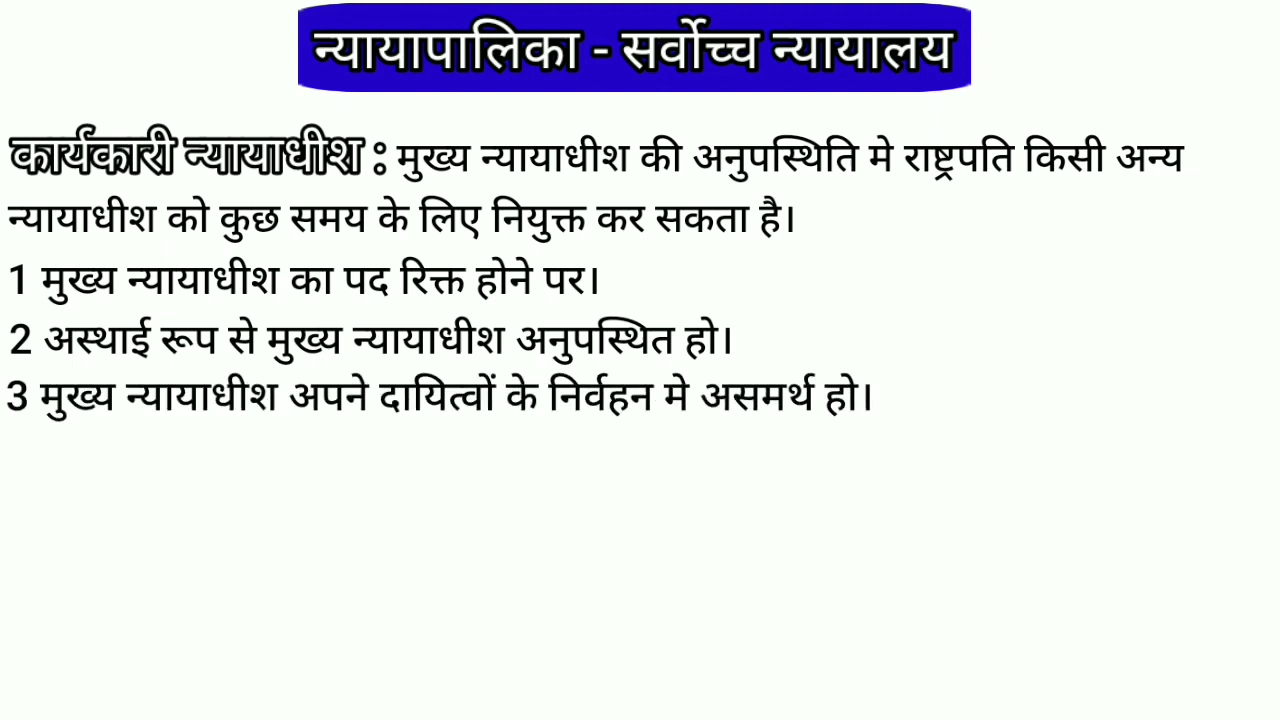 न्यायापालिका - सर्वोच्च न्यायालय
कार्यकारी न्यायाधीश : मुख्य न्यायाधीश की अनुपस्थिति मे राष्ट्रपति किसी अन्य
न्यायाधीश को कुछ समय के लिए नियुक्त कर सकता है।
1 मुख्य न्यायाधीश का पद रिक्त होने पर।
2 अस्थाई रूप से मुख्य न्यायाधीश अनुपस्थित हो।
3 मुख्य न्यायाधीश अपने दायित्वों के निर्वहन मे असमर्थ हो।